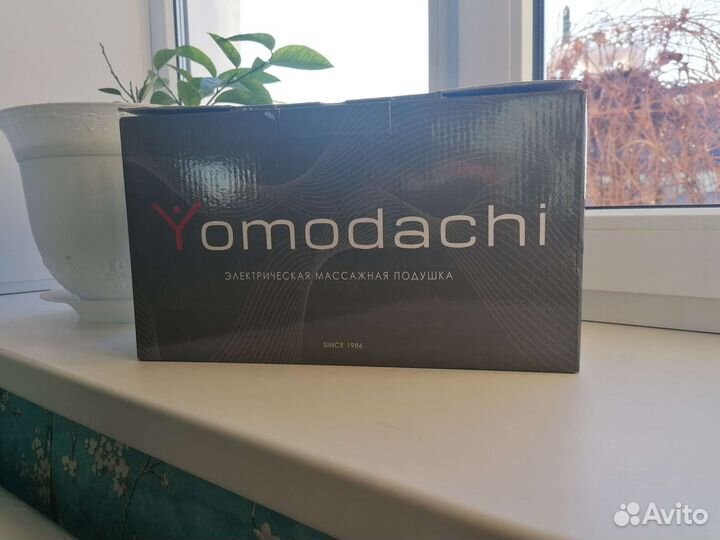 Yomodachi
ЭЛЕКТРИЧЕСКАЯ МАССАЖНАЯ ПОДУШКА
SINCE 1986
Avito